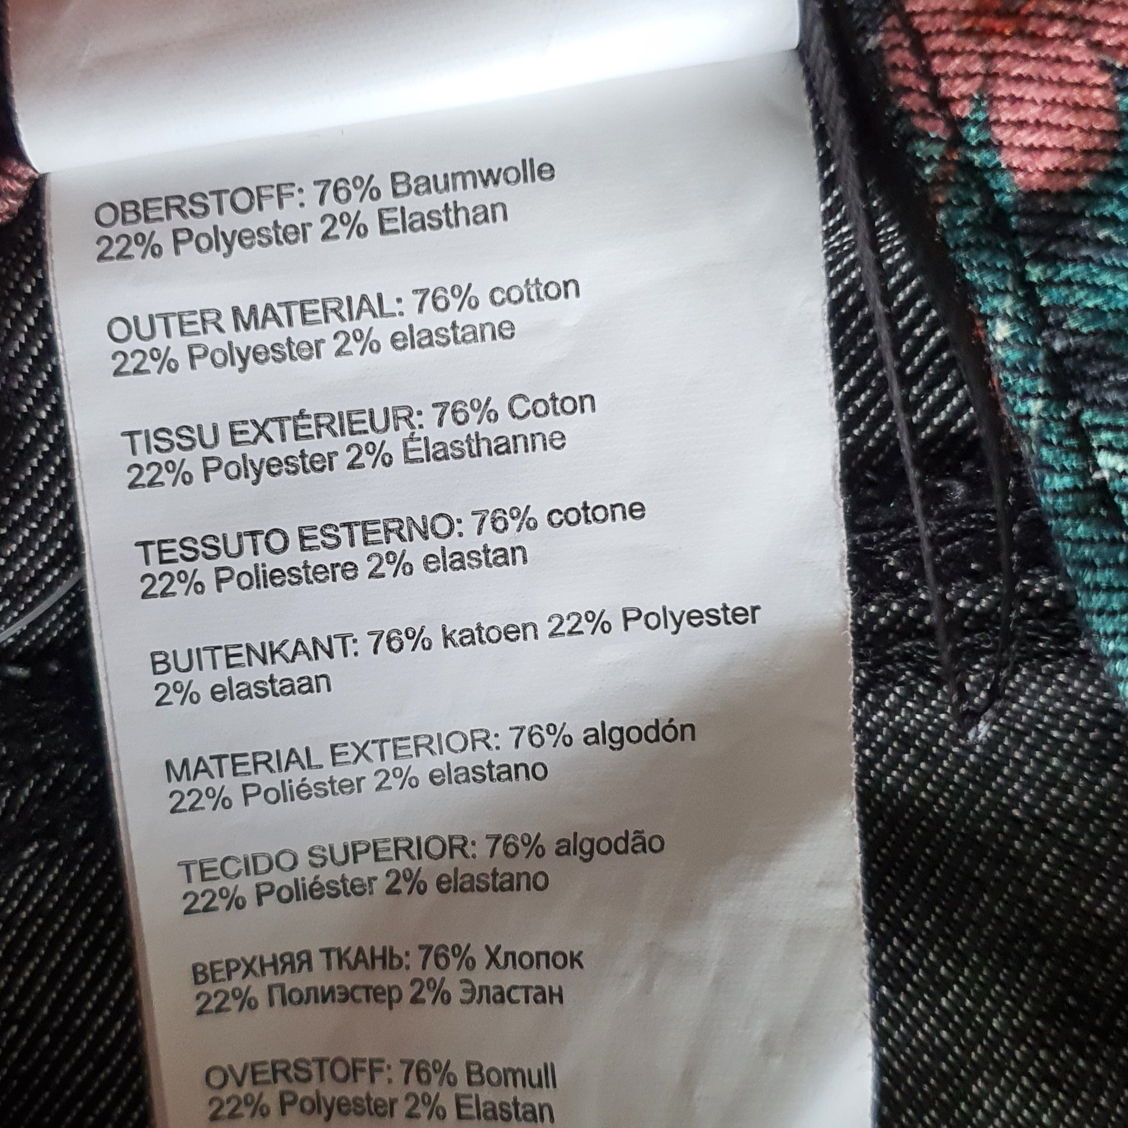 OBERSTOFF: 76% Baumwolle
22% Polyester 2% Elasthan
OUTER MATERIAL: 76% cotton
22% Polyester 2% elastane
TISSU EXTÉRIEUR: 76% Coton
22% Polyester 2% Élasthanne
TESSUTO ESTERNO: 76% cotone
22% Poliestere 2% elastan
BUITENKANT: 76% katoen 22% Polyester
2% elastaan
MATERIAL EXTERIOR: 76% algodón
22% Poliéster 2% elastano
TECIDO SUPERIOR: 76% algodão
22% Poliéster 2% elastano
ВЕРХНЯЯ ТКАНЬ: 76% Хлопок
22% Полиэстер 2% Эластан
OVERSTOFF: 76% Bomull
22% Polyester 2% Elastan